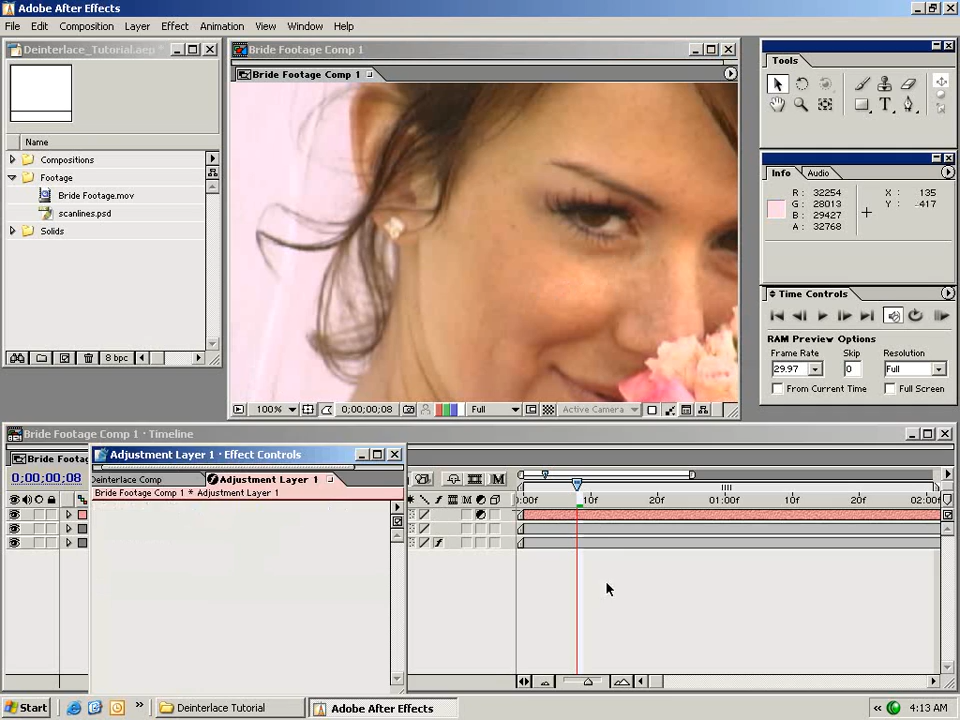 Adobe After Effects
File Edit Composition Layer Effect Animation View Window Help
Deinterlace_Tutorial.aep *
Name
Compositions
Footage
Bride Footage.mov
scanlines.psd
Solids
8 bpc
Bride Footage Comp 1
Bride Footage Comp 1
100% 0;00;00;08 Full Active Camera
Tools
Info Audio
R : 32254 X : 135
G : 28013 Y : -417
B : 29427
A : 32768
Time Controls
RAM Preview Options
Frame Rate Skip Resolution
29.97 0 Full
From Current Time Full Screen
Bride Footage Comp 1 · Timeline
Bride Footag
0;00;00;08
Adjustment Layer 1 · Effect Controls
Deinterlace Comp Adjustment Layer 1
Bride Footage Comp 1 * Adjustment Layer 1
):00f 10f 20f 01:00f 10f 20f 02:00f
Start Deinterlace Tutorial Adobe After Effects 4:13 AM